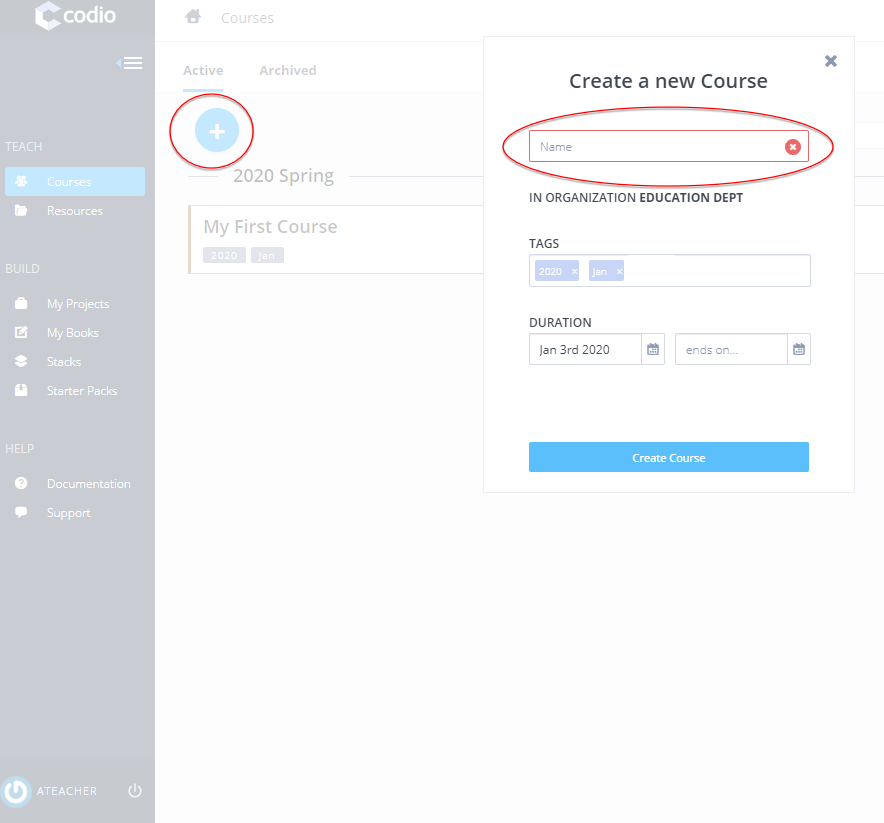 codio
Courses
Active
Archived
TEACH
Courses
Resources
BUILD
My Projects
My Books
Stacks
Starter Packs
HELP
Documentation
Support
ATEACHER
2020 Spring
My First Course
2020 Jan
Create a new Course
Name
IN ORGANIZATION EDUCATION DEPT
TAGS
2020 × Jan ×
DURATION
Jan 3rd 2020
ends on...
Create Course